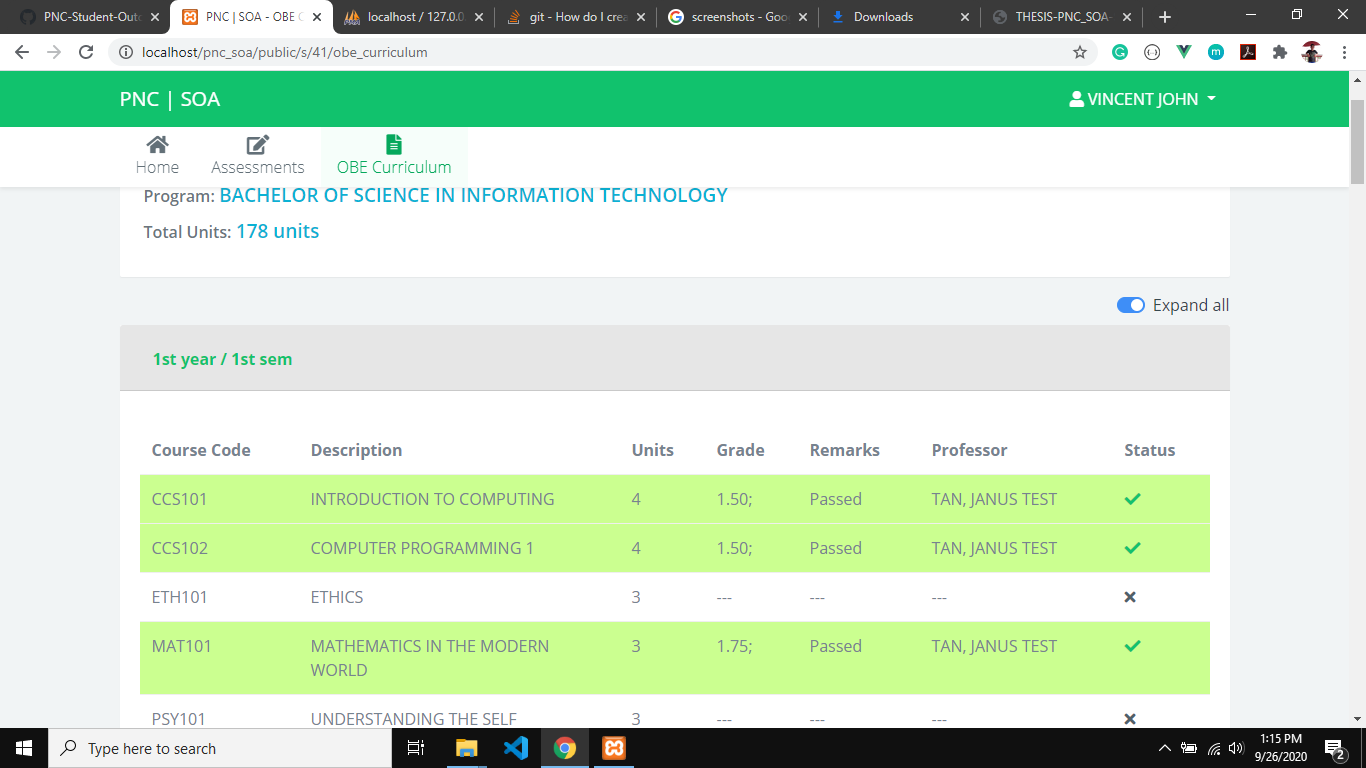 PNC-Student-Outc
PNC | SOA - OBE C
localhost / 127.0.0.
git - How do I crea
screenshots - Goo
Downloads
THESIS-PNC_SOA-
localhost/pnc_soa/public/s/41/obe_curriculum
PNC | SOA
VINCENT JOHN
Home
Assessments
OBE Curriculum
Program: BACHELOR OF SCIENCE IN INFORMATION TECHNOLOGY
Total Units: 178 units
Expand all
1st year / 1st sem
Course Code Description Units Grade Remarks Professor Status
CCS101 INTRODUCTION TO COMPUTING 4 1.50; Passed TAN, JANUS TEST
CCS102 COMPUTER PROGRAMMING 1 4 1.50; Passed TAN, JANUS TEST
ETH101 ETHICS 3 --- --- ---
MAT101 MATHEMATICS IN THE MODERN 3 1.75; Passed TAN, JANUS TEST
WORLD
PSY101 UNDERSTANDING THE SELF 3 --- --- ---
Type here to search
1:15 PM
9/26/2020
2